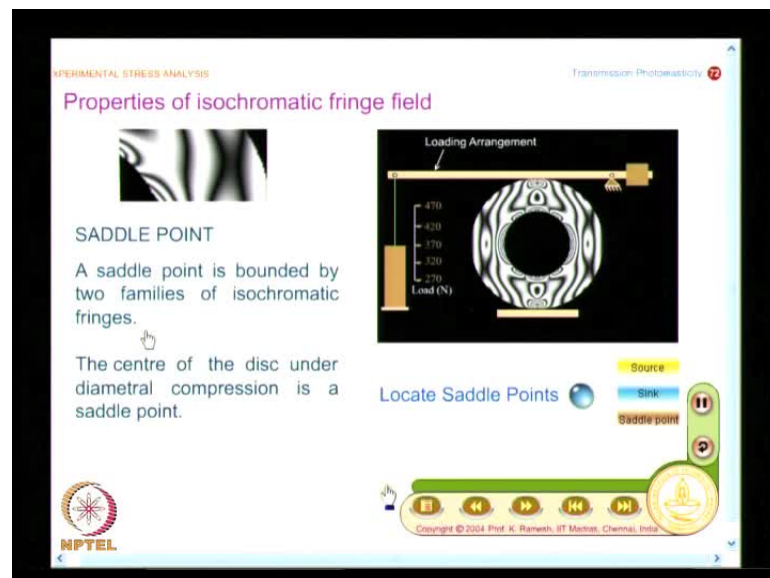 XPERIMENTAL STRESS ANALYSIS
Transmission Photoelasticity 72
Properties of isochromatic fringe field
SADDLE POINT
A saddle point is bounded by
two families of isochromatic
fringes.
The centre of the disc under
diametral compression is a
saddle point.
Loading Arrangement
470
420
370
320
270
Load (N)
Locate Saddle Points
Source
Sink
Saddle point
NPTEL
Copyright © 2004 Prof. K. Ramesh, IIT Madras, Chennai, India